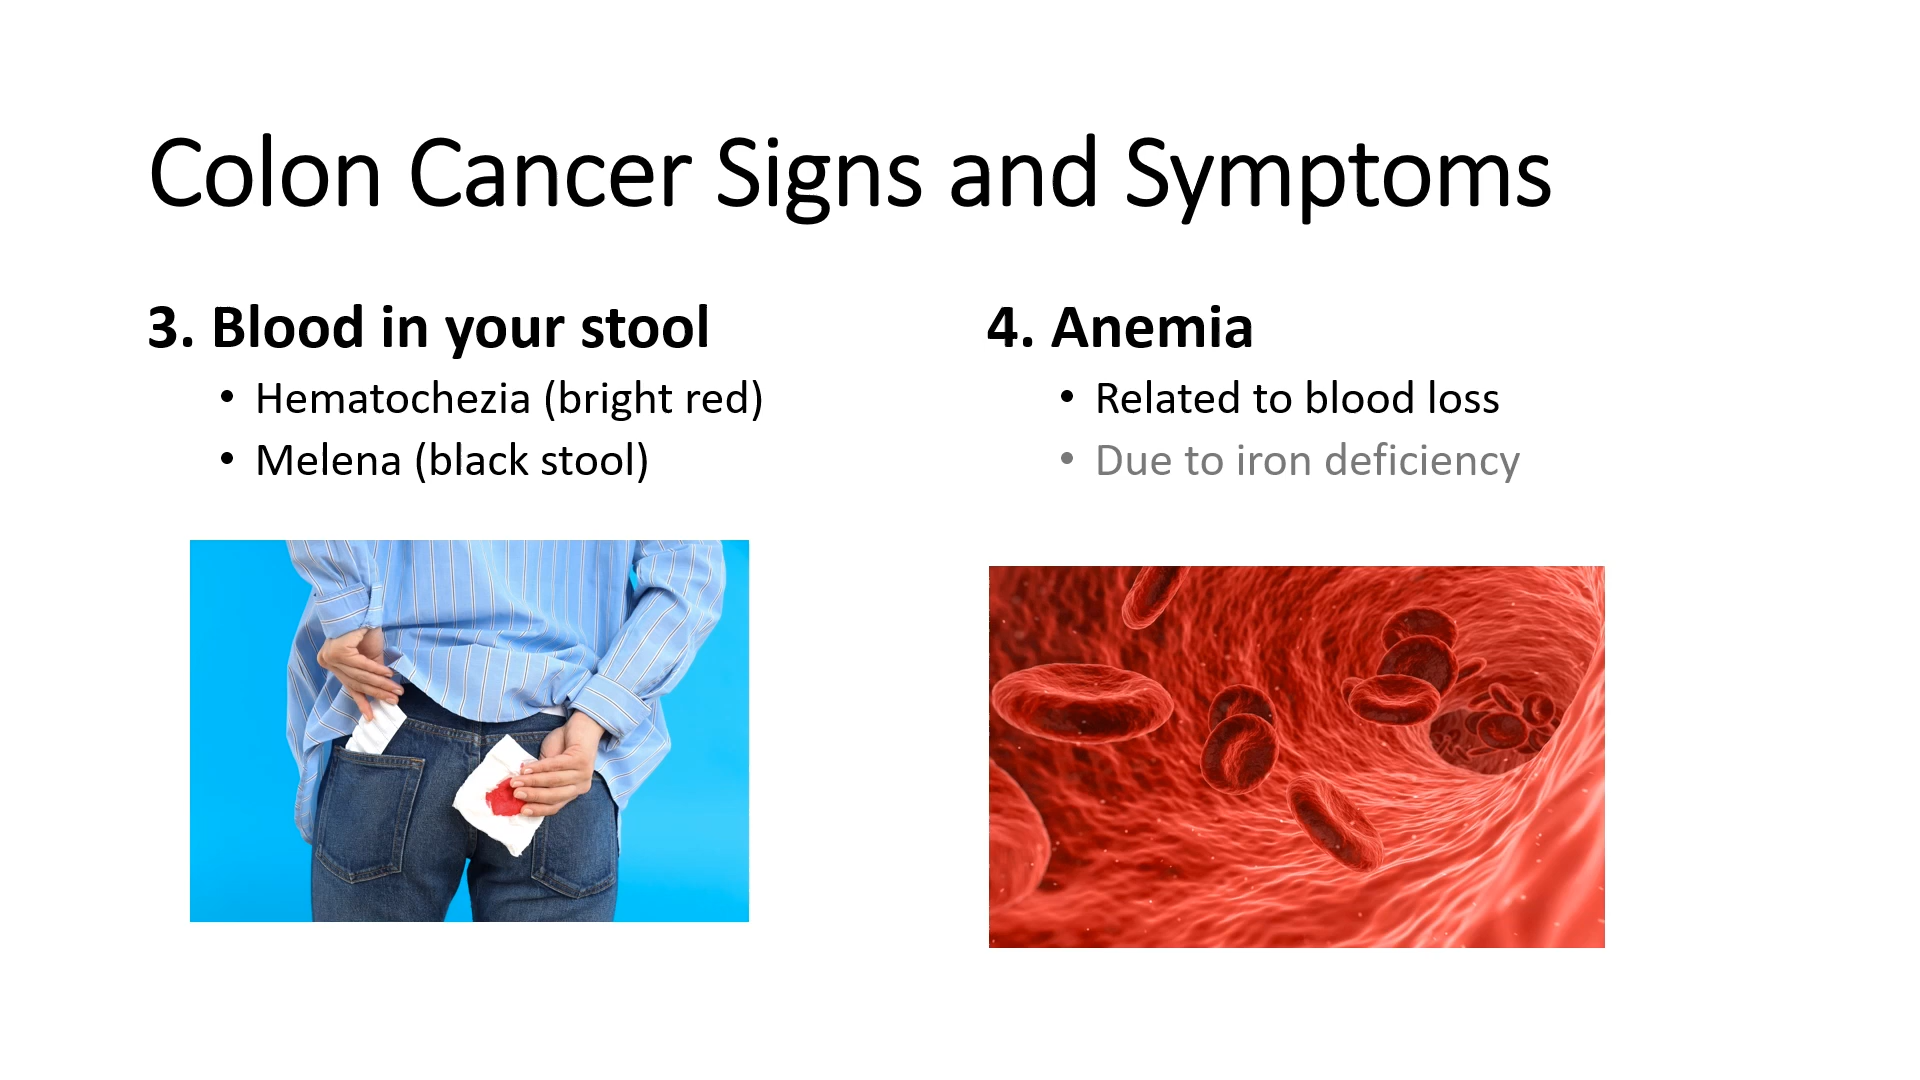 Colon Cancer Signs and Symptoms
3. Blood in your stool
• Hematochezia (bright red)
• Melena (black stool)
4. Anemia
• Related to blood loss
• Due to iron deficiency